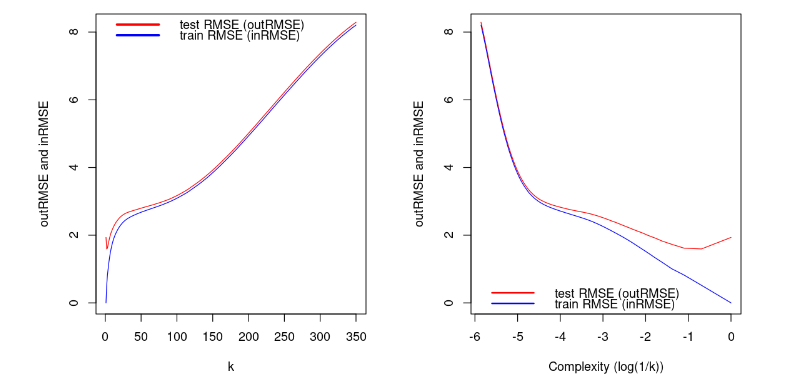 test RMSE (outRMSE)
train RMSE (inRMSE)
outRMSE and inRMSE
8
6
4
2
0
0 50 100 150 200 250 300 350
k
outRMSE and inRMSE
8
6
4
2
0
test RMSE (outRMSE)
train RMSE (inRMSE)
-6 -5 -4 -3 -2 -1 0
Complexity (log(1/k))